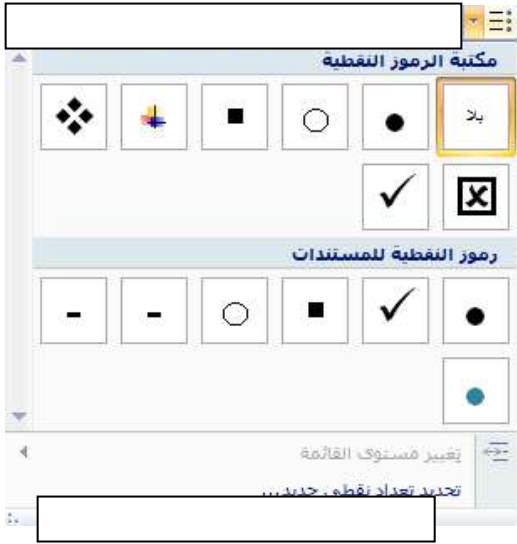 مكتبة الرموز النقطية
بلا
رموز النقطية للمستندات
تغيير مستوى القائمة
تحديد تعداد نقطي جديد...